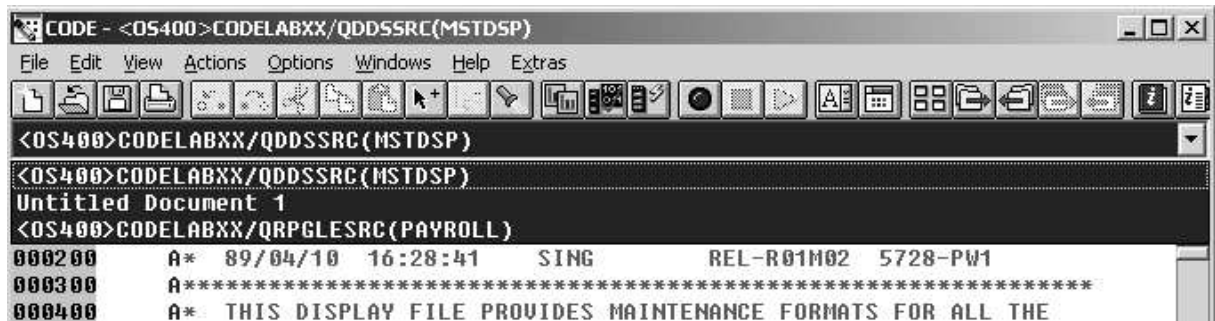 CODE - <OS400>CODELABXX/QDDSSRC(MSTDSP)
File Edit View Actions Options Windows Help Extras
<OS400>CODELABXX/QDDSSRC(MSTDSP)
<OS400>CODELABXX/QDDSSRC(MSTDSP)
Untitled Document 1
<OS400>CODELABXX/QRPGLESRC(PAYROLL)
000200 A* 89/04/10 16:28:41 SING REL-R01M02 5728-PW1
000300 A*****************************************************************
000400 A* THIS DISPLAY FILE PROVIDES MAINTENANCE FORMATS FOR ALL THE